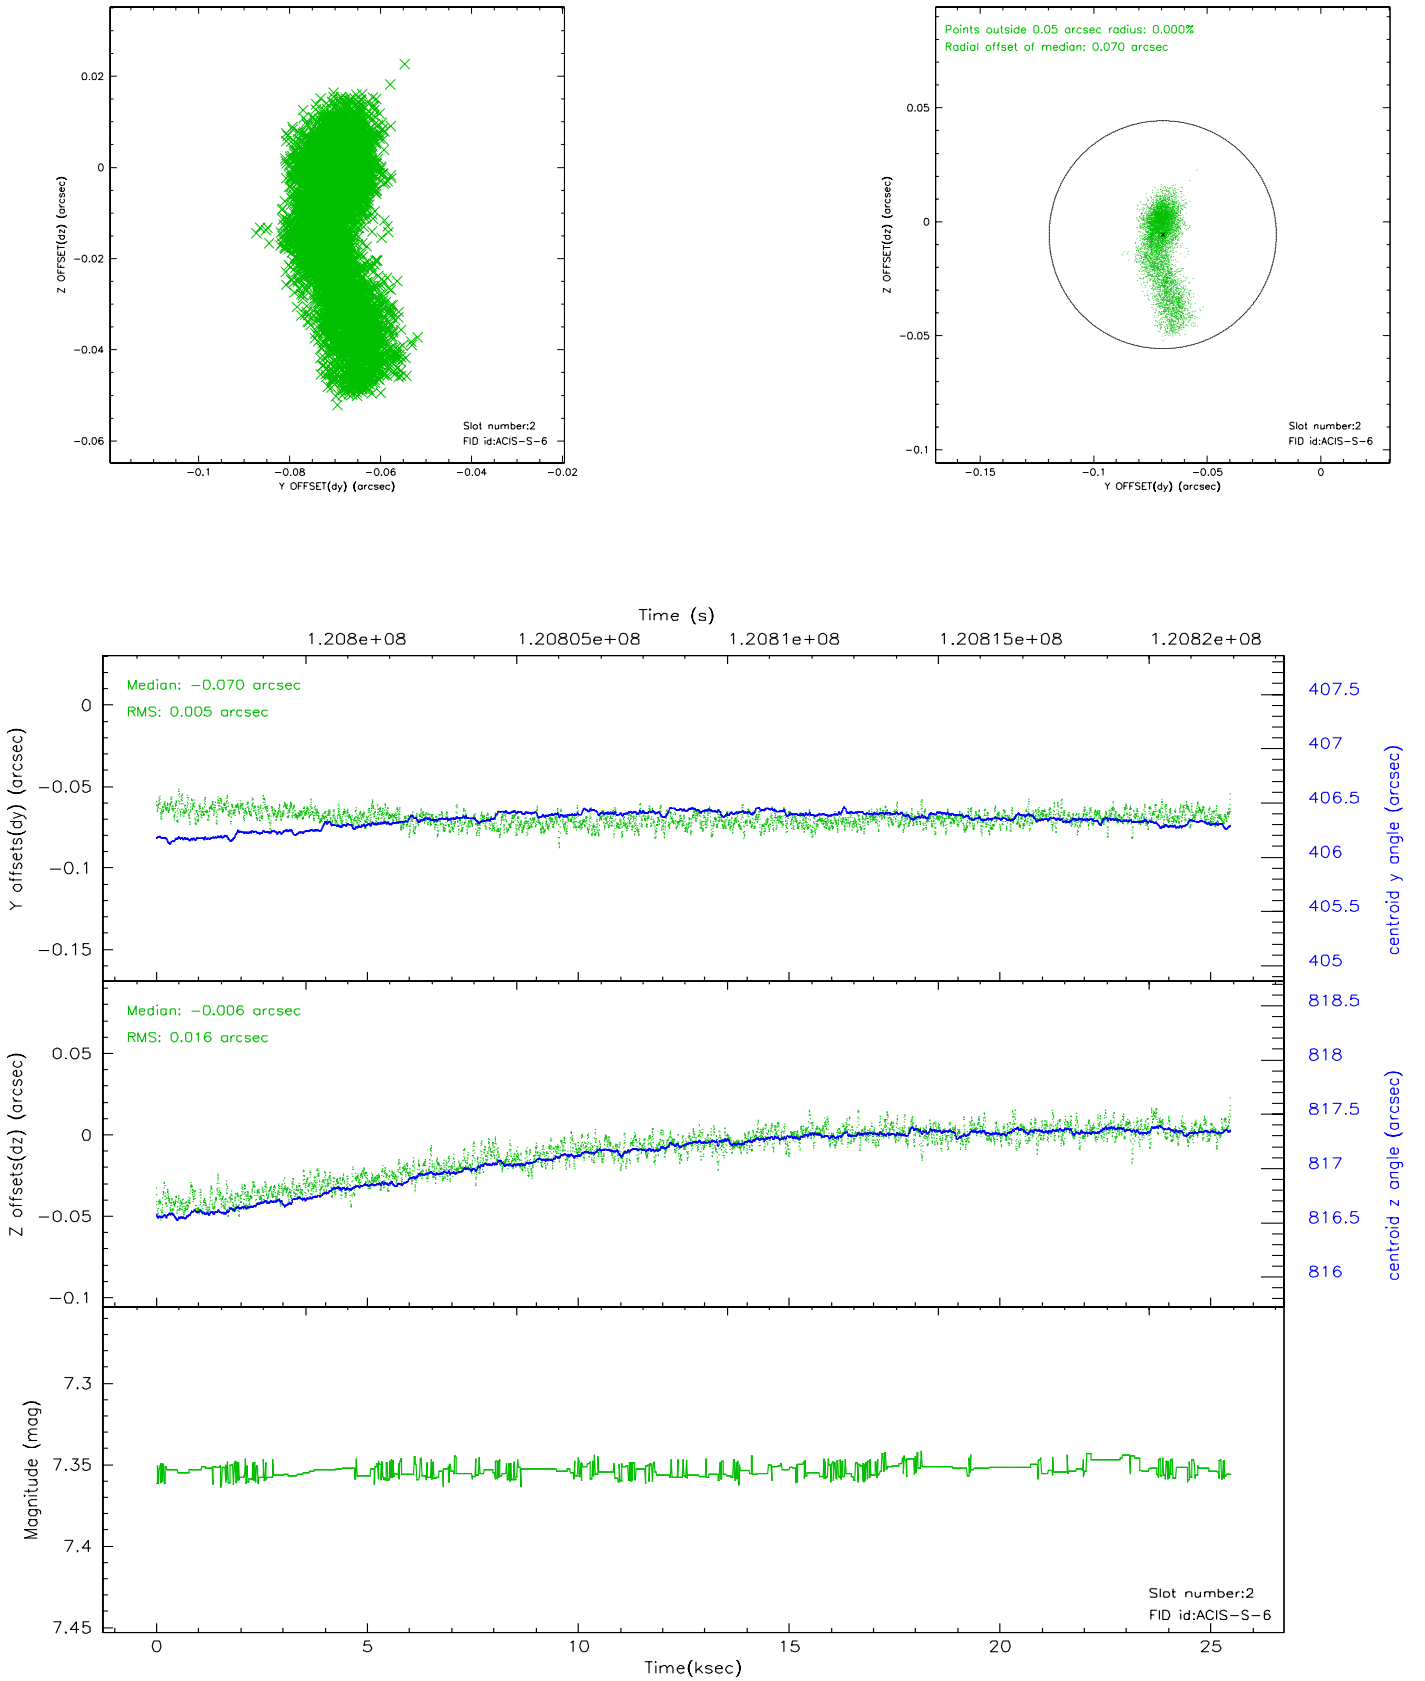 0.02
0
-0.02
-0.04
-0.06
-0.1
-0.08
-0.06
-0.04
-0.02
Z OFFSET(dz) (arcsec)
Y OFFSET(dy) (arcsec)
Slot number:2
FID id:ACIS-S-6
Points outside 0.05 arcsec radius: 0.000%
Radial offset of median: 0.070 arcsec
0.05
0
-0.05
-0.1
-0.15
-0.1
-0.05
0
Z OFFSET(dz) (arcsec)
Y OFFSET(dy) (arcsec)
Slot number:2
FID id:ACIS-S-6
Time (s)
1.208e+08
1.20805e+08
1.2081e+08
1.20815e+08
1.2082e+08
Median: -0.070 arcsec
RMS: 0.005 arcsec
0
-0.05
-0.1
-0.15
Y offsets(dy) (arcsec)
407.5
407
406.5
406
405.5
405
centroid y angle (arcsec)
Median: -0.006 arcsec
RMS: 0.016 arcsec
0.05
0
-0.05
-0.1
Z offsets(dz) (arcsec)
818.5
818
817.5
817
816.5
816
centroid z angle (arcsec)
7.3
7.35
7.4
7.45
Magnitude (mag)
Slot number:2
FID id:ACIS-S-6
0
5
10
15
20
25
Time(ksec)